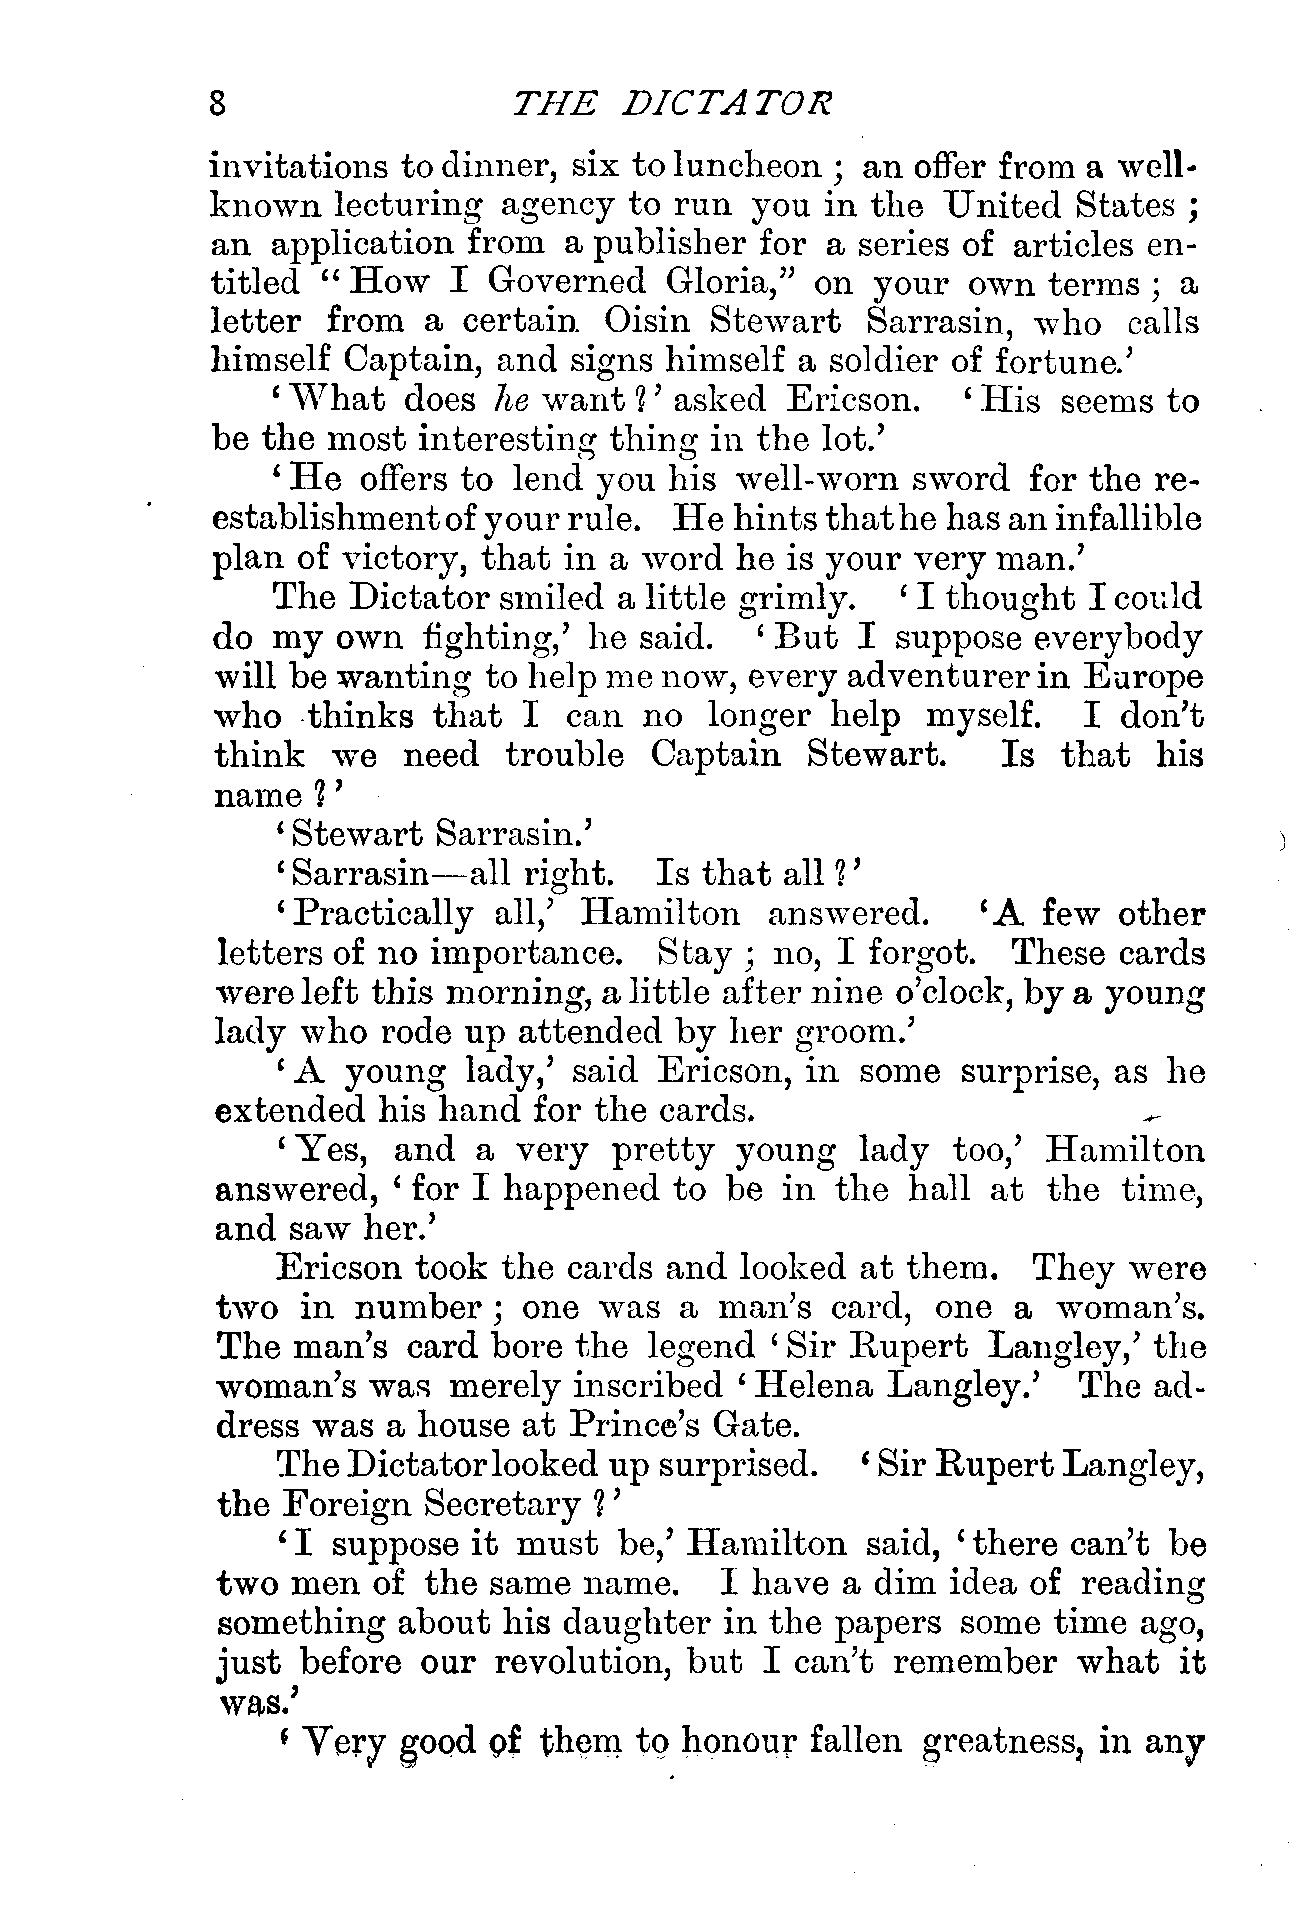 8 THE DICTATOR
invitations to dinner, six to luncheon ; an offer from a well-
known lecturing agency to run you in the United States ;
an application from a publisher for a series of articles en-
titled “ How I Governed Gloria,” on your own terms ; a
letter from a certain Oisin Stewart Sarrasin, who calls
himself Captain, and signs himself a soldier of fortune.’
‘ What does he want ?’ asked Ericson. ‘ His seems to
be the most interesting thing in the lot.’
‘ He offers to lend you his well-worn sword for the re-
establishment of your rule. He hints that he has an infallible
plan of victory, that in a word he is your very man.’
The Dictator smiled a little grimly. ‘ I thought I could
do my own fighting,’ he said. ‘ But I suppose everybody
will be wanting to help me now, every adventurer in Europe
who thinks that I can no longer help myself. I don’t
think we need trouble Captain Stewart. Is that his
name ?’
‘ Stewart Sarrasin.’
‘ Sarrasin—all right. Is that all ?’
‘ Practically all,’ Hamilton answered. ‘ A few other
letters of no importance. Stay ; no, I forgot. These cards
were left this morning, a little after nine o’clock, by a young
lady who rode up attended by her groom.’
‘ A young lady,’ said Ericson, in some surprise, as he
extended his hand for the cards.
‘ Yes, and a very pretty young lady too,’ Hamilton
answered, ‘ for I happened to be in the hall at the time,
and saw her.’
Ericson took the cards and looked at them. They were
two in number ; one was a man’s card, one a woman’s.
The man’s card bore the legend ‘ Sir Rupert Langley,’ the
woman’s was merely inscribed ‘ Helena Langley.’ The ad-
dress was a house at Prince’s Gate.
The Dictator looked up surprised. ‘ Sir Rupert Langley,
the Foreign Secretary ?’
‘ I suppose it must be,’ Hamilton said, ‘ there can’t be
two men of the same name. I have a dim idea of reading
something about his daughter in the papers some time ago,
just before our revolution, but I can’t remember what it
was.’
‘ Very good of them to honour fallen greatness, in any